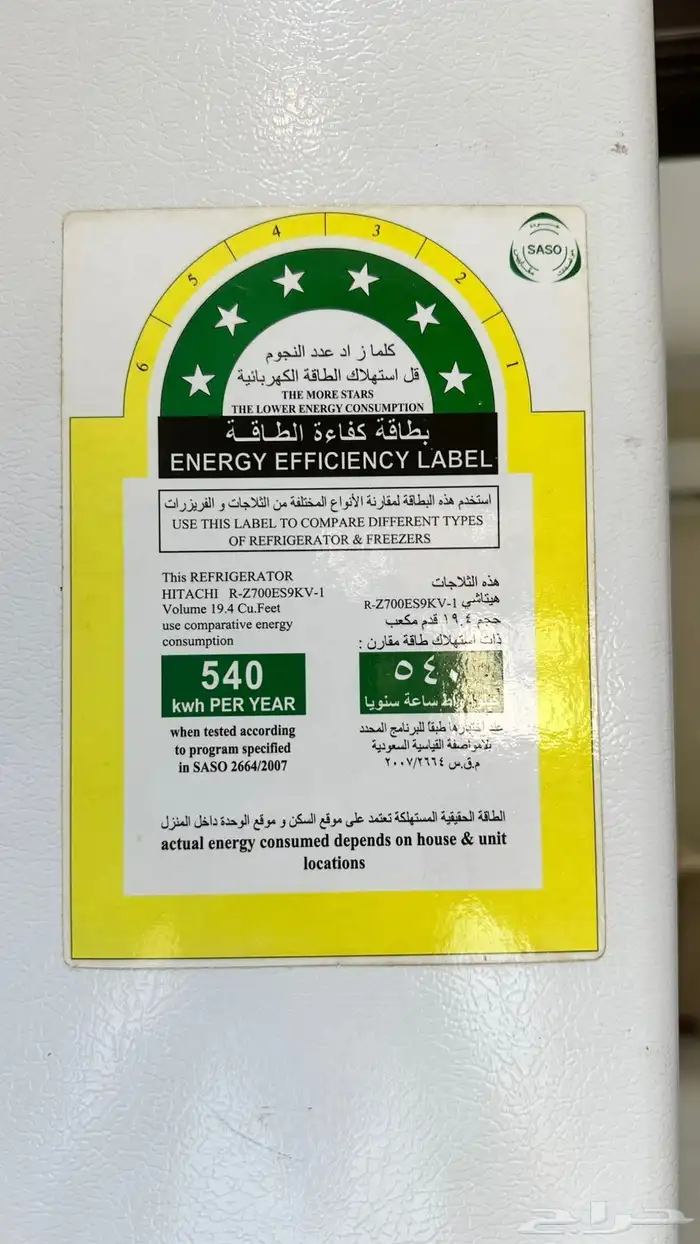 6 5 4 3 2 1
SASO
كلما زاد عدد النجوم
قل استهلاك الطاقة الكهربائية
THE MORE STARS
THE LOWER ENERGY CONSUMPTION
بطاقة كفاءة الطاقــة
ENERGY EFFICIENCY LABEL
استخدم هذه البطاقة لمقارنة الأنواع المختلفة من الثلاجات و الفريزرات
USE THIS LABEL TO COMPARE DIFFERENT TYPES
OF REFRIGERATOR & FREEZERS
This REFRIGERATOR
HITACHI R-Z700ES9KV-1
Volume 19.4 Cu.Feet
use comparative energy
consumption
540
kwh PER YEAR
when tested according
to program specified
in SASO 2664/2007
هذه الثلاجات
هيتاشي R-Z700ES9KV-1
حجم ١٩.٤ قدم مكعب
ذات استهلاك طاقة مقارن :
٥٤٠
ساعة سنويا
عند اختبارها طبقا للبرنامج المحدد
بالمواصفة القياسية السعودية
م.ق.س ٢٠٠٧/٢٦٦٤
الطاقة الحقيقية المستهلكة تعتمد على موقع السكن و موقع الوحدة داخل المنزل
actual energy consumed depends on house & unit
locations
حراج